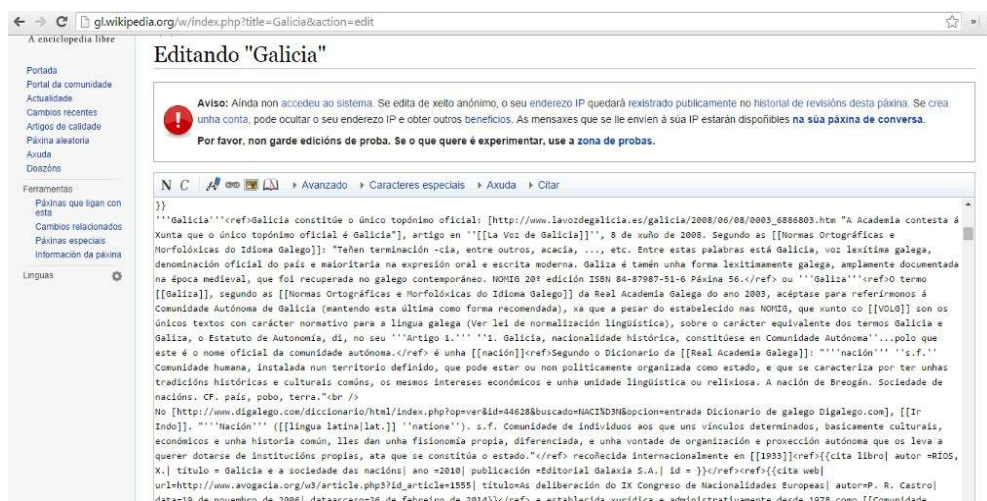 gl.wikipedia.org/w/index.php?title=Galicia&action=edit
A enciclopedia libre
Editando "Galicia"
Portada
Portal da comunidade
Actualidade
Cambios recentes
Artigos de calidade
Páxina aleatoria
Axuda
Doazóns
Ferramentas
Páxinas que ligan con
esta
Cambios relacionados
Páxinas especiais
Información da páxina
Linguas
Aviso: Aínda non accedeu ao sistema. Se edita de xeito anónimo, o seu enderezo IP quedará rexistrado publicamente no historial de revisións desta páxina. Se crea
unha conta, pode ocultar o seu enderezo IP e obter outros beneficios. As mensaxes que se lle envíen á súa IP estarán dispoñibles na súa páxina de conversa.
Por favor, non garde edicións de proba. Se o que quere é experimentar, use a zona de probas.
N C Avanzado Caracteres especiais Axuda Citar
}}
'''Galicia'''<ref>Galicia constitúe o único topónimo oficial: [http://www.lavozdegalicia.es/galicia/2008/06/08/0003_6886803.htm "A Academia contesta á
Xunta que o único topónimo oficial é Galicia"], artigo en ''[[La Voz de Galicia]]'', 8 de xuño de 2008. Segundo as [[Normas Ortográficas e
Morfolóxicas do Idioma Galego]]: "Teñen terminación -cia, entre outros, acacia, ..., etc. Entre estas palabras está Galicia, voz lexítima galega,
denominación oficial do país e maioritaria na expresión oral e escrita moderna. Galiza é tamén unha forma lexitimamente galega, amplamente documentada
na época medieval, que foi recuperada no galego contemporáneo. NOMIG 20ª edición ISBN 84-87987-51-6 Páxina 56.</ref> ou '''Galiza'''<ref>O termo
[[Galiza]], segundo as [[Normas Ortográficas e Morfolóxicas do Idioma Galego]] da Real Academia Galega do ano 2003, acéptase para referírmonos á
Comunidade Autónoma de Galicia (mantendo esta última como forma recomendada), xa que a pesar do establecido nas NOMIG, que xunto co [[VOLG]] son os
únicos textos con carácter normativo para a lingua galega (Ver lei de normalización lingüística), sobre o carácter equivalente dos termos Galicia e
Galiza, o Estatuto de Autonomía, di, no seu '''Artigo 1.''' ''1. Galicia, nacionalidade histórica, constitúese en Comunidade Autónoma''...polo que
este é o nome oficial da comunidade autónoma.</ref> é unha [[nación]]<ref>Segundo o Dicionario da [[Real Academia Galega]]: "'''nación''' ''s.f.''
Comunidade humana, instalada nun territorio definido, que pode estar ou non politicamente organizada como estado, e que se caracteriza por ter unhas
tradicións históricas e culturais comúns, os mesmos intereses económicos e unha unidade lingüística ou relixiosa. A nación de Breogán. Sociedade de
nacións. CF. país, pobo, terra."<br />
No [http://www.digalego.com/diccionario/html/index.php?op=ver&id=44628&buscado=NACI%D3N&opcion=entrada Dicionario de galego Digalego.com], [[Ir
Indo]]. "'''Nación''' ([[lingua latina|lat.]] ''natione''). s.f. Comunidade de individuos aos que uns vínculos determinados, basicamente culturais,
económicos e unha historia común, lles dan unha fisionomía propia, diferenciada, e unha vontade de organización e proxección autónoma que os leva a
querer dotarse de institucións propias, ata que se constitúa o estado."</ref> recoñecida internacionalmente en [[1933]]<ref>{{cita libro| autor =RÍOS,
X.| título = Galicia e a sociedade das nacións| ano =2010| publicación =Editorial Galaxia S.A.| id = }}</ref><ref>{{cita web|
url=http://www.avogacia.org/w3/article.php3?id_article=1555| título=As deliberación do IX Congreso de Nacionalidades Europeas| autor=P. R. Castro|
data=19 de novembro de 2006| dataacceso=26 de febreiro de 2014}}</ref> e establecida xurídica e administrativamente desde 1978 como [[Comunidade